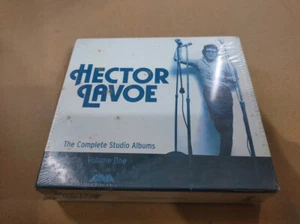 HECTOR
LAVOE
The Complete Studio Albums
Volume One